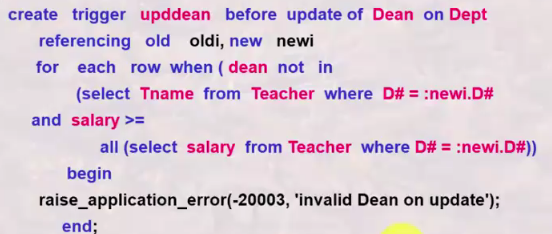 create trigger upddean before update of Dean on Dept
referencing old oldi, new newi
for each row when ( dean not in
(select Tname from Teacher where D# = :newi.D#
and salary >=
all (select salary from Teacher where D# = :newi.D#))
begin
raise_application_error(-20003, 'invalid Dean on update');
end;